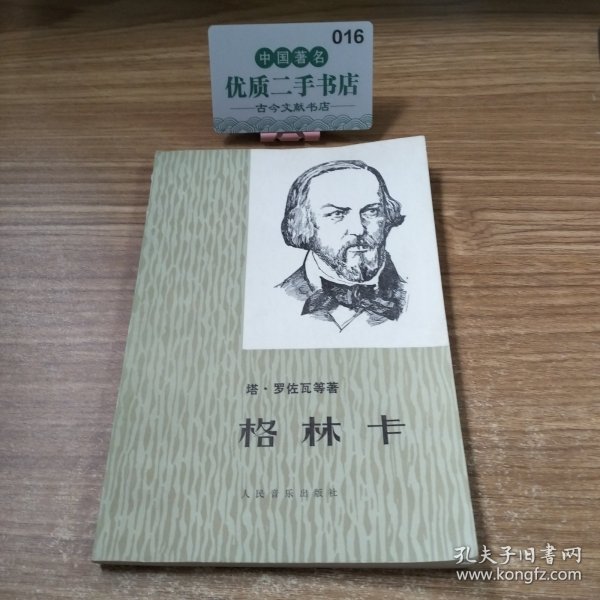 016
中国著名
优质二手书店
古今文献书店
塔·罗佐瓦等著
格林卡
人民音乐出版社
孔夫子旧书网
www.kongfz.com